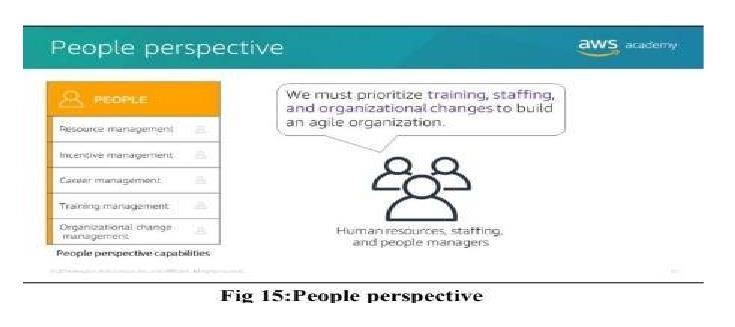 People perspective
aws academy
PEOPLE
Resource management
Incentive management
Career management
Training management
Organizational change
management
People perspective capabilities
We must prioritize training, staffing,
and organizational changes to build
an agile organization.
Human resources, staffing,
and people managers
Fig 15:People perspective